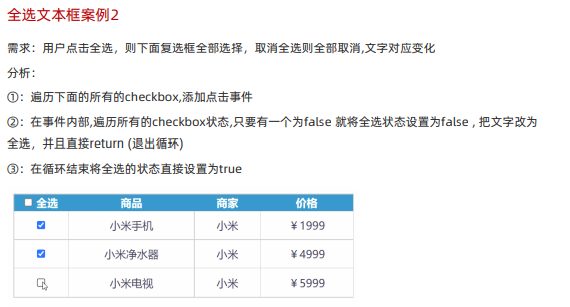 全选文本框案例2
需求：用户点击全选，则下面复选框全部选择，取消全选则全部取消,文字对应变化
分析：
①：遍历下面的所有的checkbox,添加点击事件
②：在事件内部,遍历所有的checkbox状态,只要有一个为false 就将全选状态设置为false , 把文字改为
全选，并且直接return (退出循环)
③：在循环结束将全选的状态直接设置为true
全选 商品 商家 价格
小米手机 小米 ￥1999
小米净水器 小米 ￥4999
小米电视 小米 ￥5999